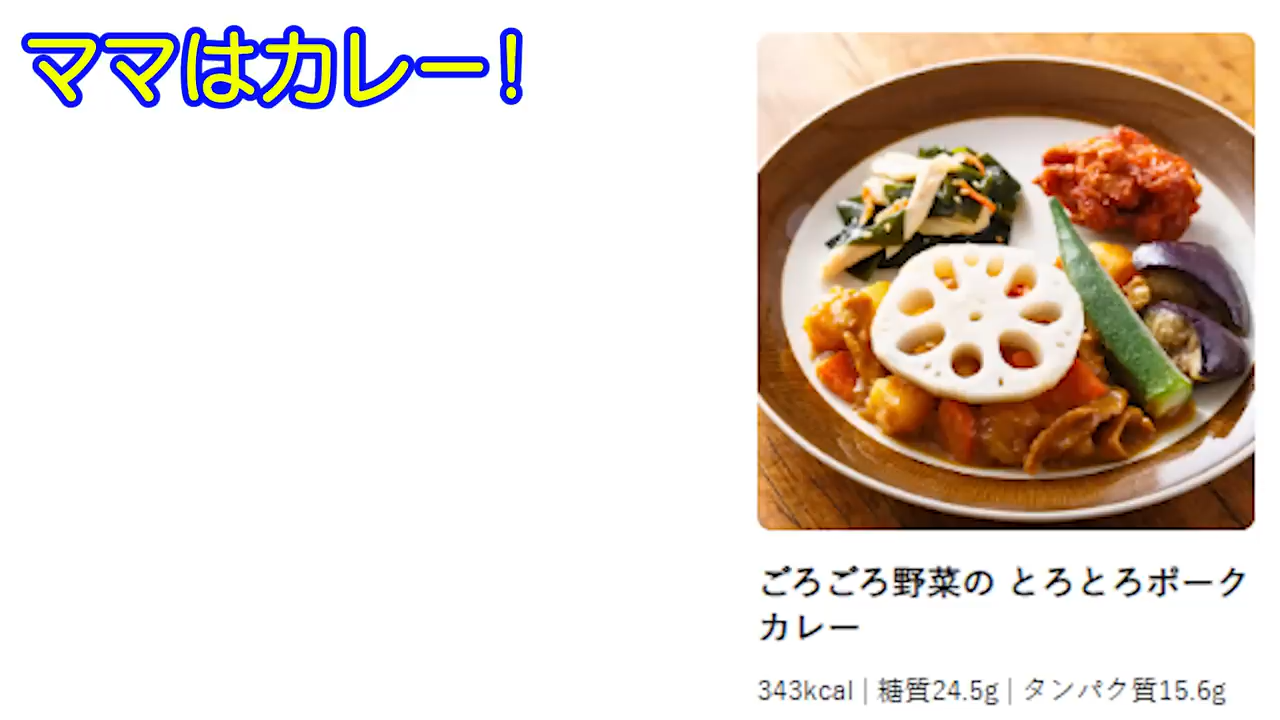 ママはカレー!
ごろごろ野菜の とろとろポーク
カレー
343kcal | 糖質24.5g | タンパク質15.6g